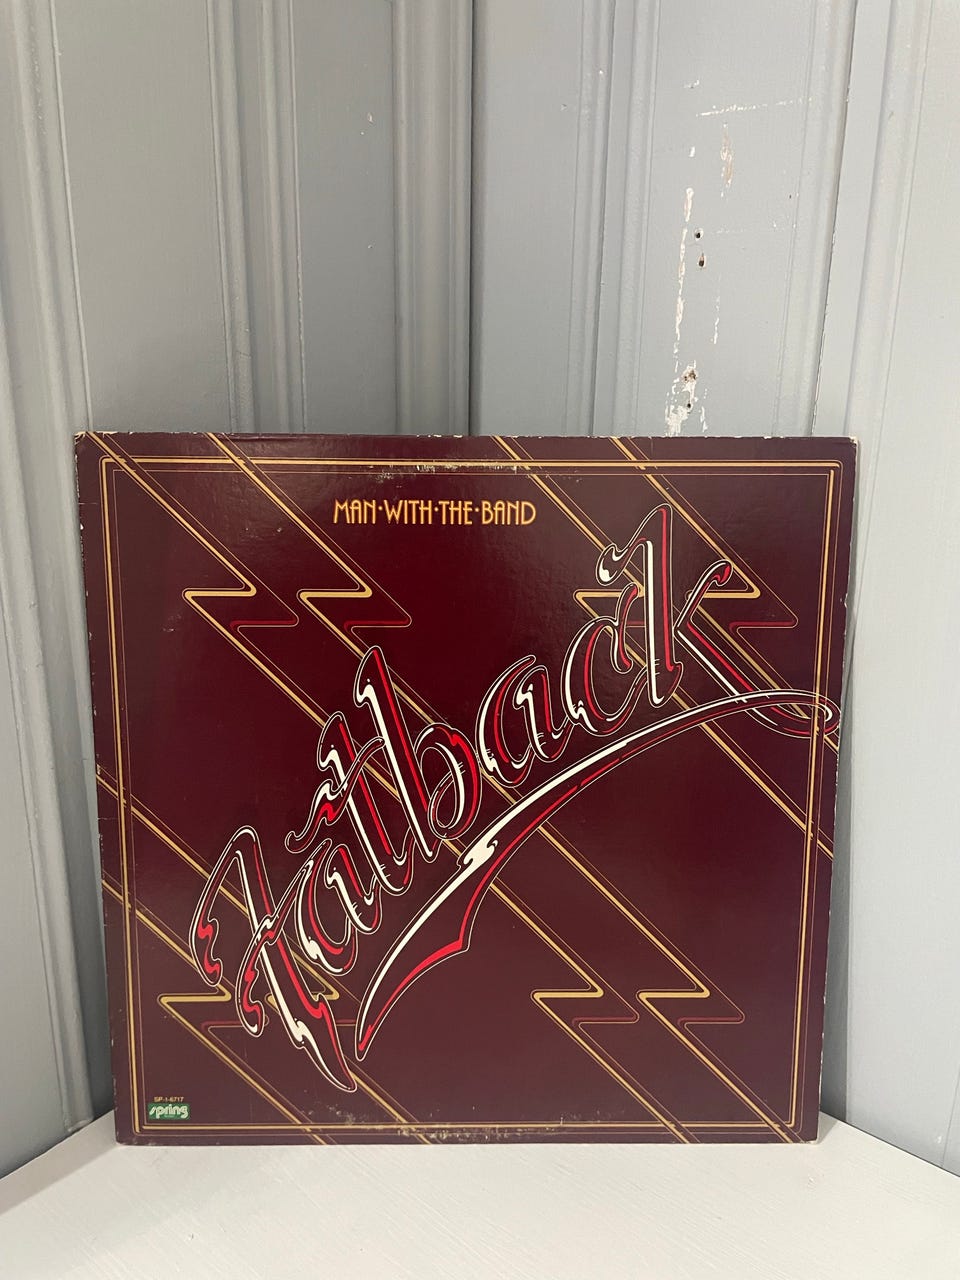 MAN·WITH·THE·BAND
Fatback
SP-1-6717
spring